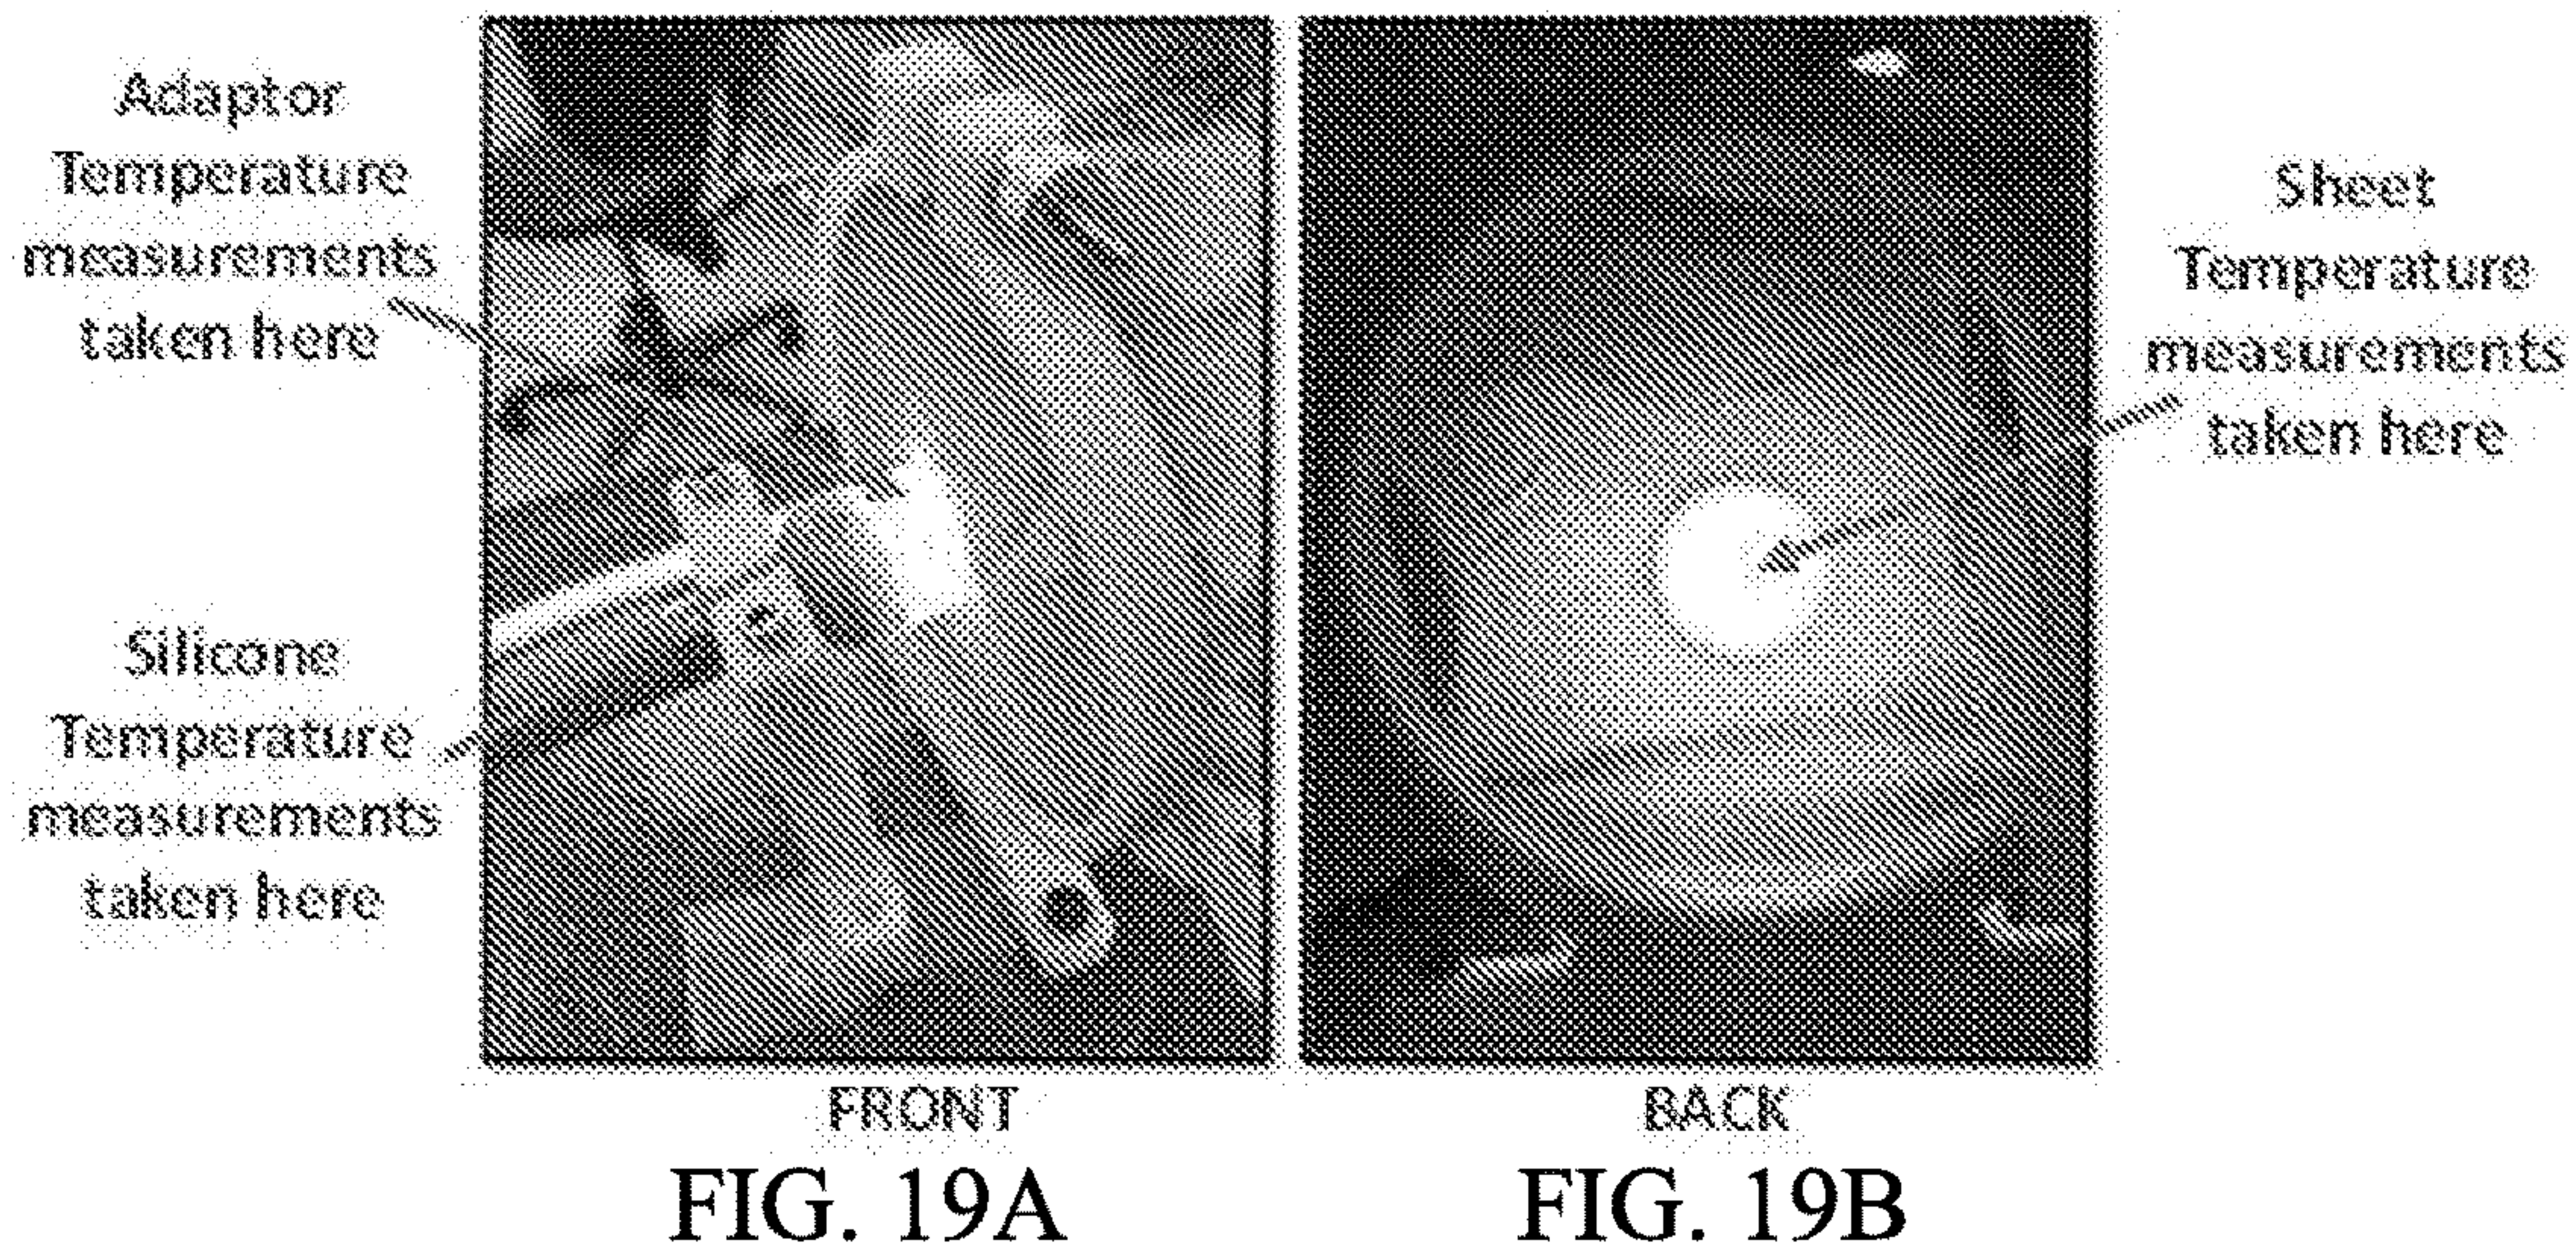 Adaptor
Temperature
measurements
taken here
Silicone
Temperature
measurements
taken here
Sheet
Temperature
measurements
taken here
FRONT
BACK
FIG. 19A
FIG. 19B